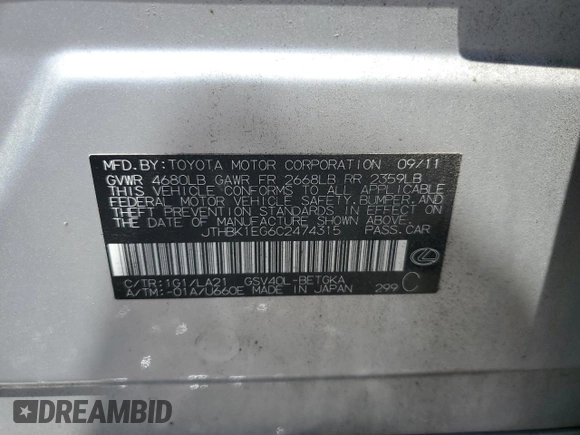 MFD.BY:TOYOTA MOTOR CORPORATION 09/11
GVWR 4680LB GAWR FR 2668LB RR 2359LB
THIS VEHICLE CONFORMS TO ALL APPLICABLE
FEDERAL MOTOR VEHICLE SAFETY,BUMPER,AND
THEFT PREVENTION STANDARDS IN EFFECT ON
THE DATE OF MANUFACTURE SHOWN ABOVE.
JTHBK1EG6C2474315 PASS.CAR
C/TR:1G1/LA21 GSV40L-BETGKA
A/TM:-01A/U660E MADE IN JAPAN 299 C
DREAMBID